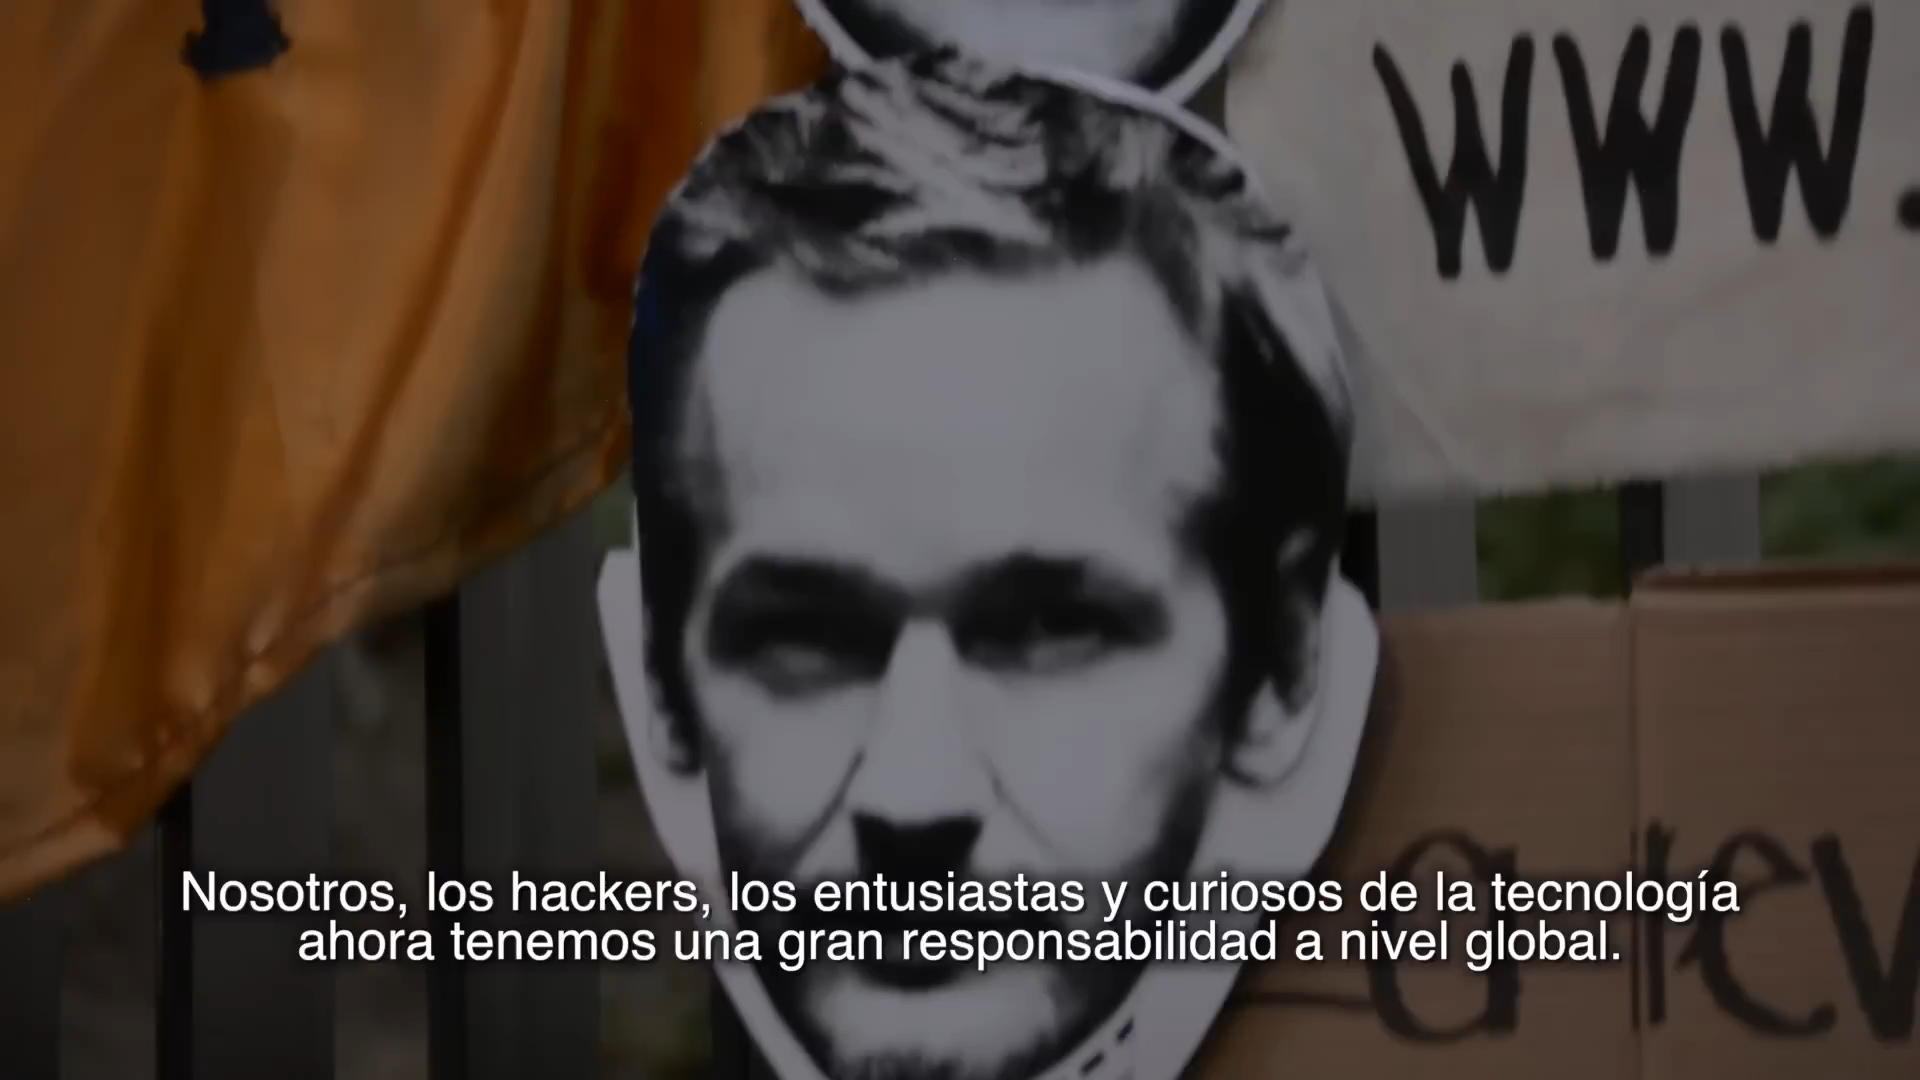 www.
Nosotros, los hackers, los entusiastas y curiosos de la tecnología
ahora tenemos una gran responsabilidad a nivel global.